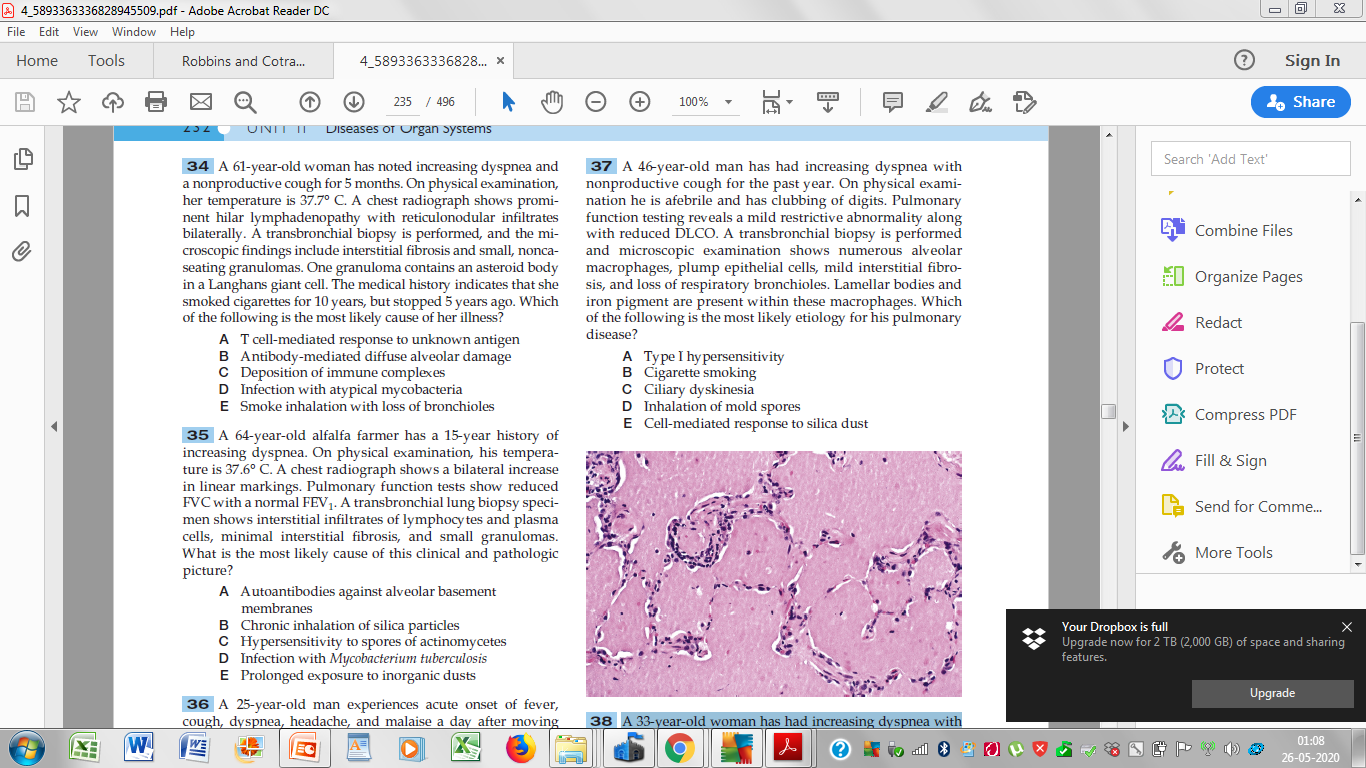 4_5893363336828945509.pdf - Adobe Acrobat Reader DC
File Edit View Window Help
Home Tools Robbins and Cotra... 4_5893363336828... × ? Sign In
235 / 496 100% Share
232 UNIT II Diseases of Organ Systems
34 A 61-year-old woman has noted increasing dyspnea and
a nonproductive cough for 5 months. On physical examination,
her temperature is 37.7° C. A chest radiograph shows promi-
nent hilar lymphadenopathy with reticulonodular infiltrates
bilaterally. A transbronchial biopsy is performed, and the mi-
croscopic findings include interstitial fibrosis and small, nonca-
seating granulomas. One granuloma contains an asteroid body
in a Langhans giant cell. The medical history indicates that she
smoked cigarettes for 10 years, but stopped 5 years ago. Which
of the following is the most likely cause of her illness?
A T cell-mediated response to unknown antigen
B Antibody-mediated diffuse alveolar damage
C Deposition of immune complexes
D Infection with atypical mycobacteria
E Smoke inhalation with loss of bronchioles
35 A 64-year-old alfalfa farmer has a 15-year history of
increasing dyspnea. On physical examination, his tempera-
ture is 37.6° C. A chest radiograph shows a bilateral increase
in linear markings. Pulmonary function tests show reduced
FVC with a normal FEV1. A transbronchial lung biopsy speci-
men shows interstitial infiltrates of lymphocytes and plasma
cells, minimal interstitial fibrosis, and small granulomas.
What is the most likely cause of this clinical and pathologic
picture?
A Autoantibodies against alveolar basement
membranes
B Chronic inhalation of silica particles
C Hypersensitivity to spores of actinomycetes
D Infection with Mycobacterium tuberculosis
E Prolonged exposure to inorganic dusts
36 A 25-year-old man experiences acute onset of fever,
cough, dyspnea, headache, and malaise a day after moving
37 A 46-year-old man has had increasing dyspnea with
nonproductive cough for the past year. On physical exami-
nation he is afebrile and has clubbing of digits. Pulmonary
function testing reveals a mild restrictive abnormality along
with reduced DLCO. A transbronchial biopsy is performed
and microscopic examination shows numerous alveolar
macrophages, plump epithelial cells, mild interstitial fibro-
sis, and loss of respiratory bronchioles. Lamellar bodies and
iron pigment are present within these macrophages. Which
of the following is the most likely etiology for his pulmonary
disease?
A Type I hypersensitivity
B Cigarette smoking
C Ciliary dyskinesia
D Inhalation of mold spores
E Cell-mediated response to silica dust
38 A 33-year-old woman has had increasing dyspnea with
Search 'Add Text'
Combine Files
Organize Pages
Redact
Protect
Compress PDF
Fill & Sign
Send for Comme...
More Tools
Your Dropbox is full
Upgrade now for 2 TB (2,000 GB) of space and sharing
features.
Upgrade
01:08
26-05-2020